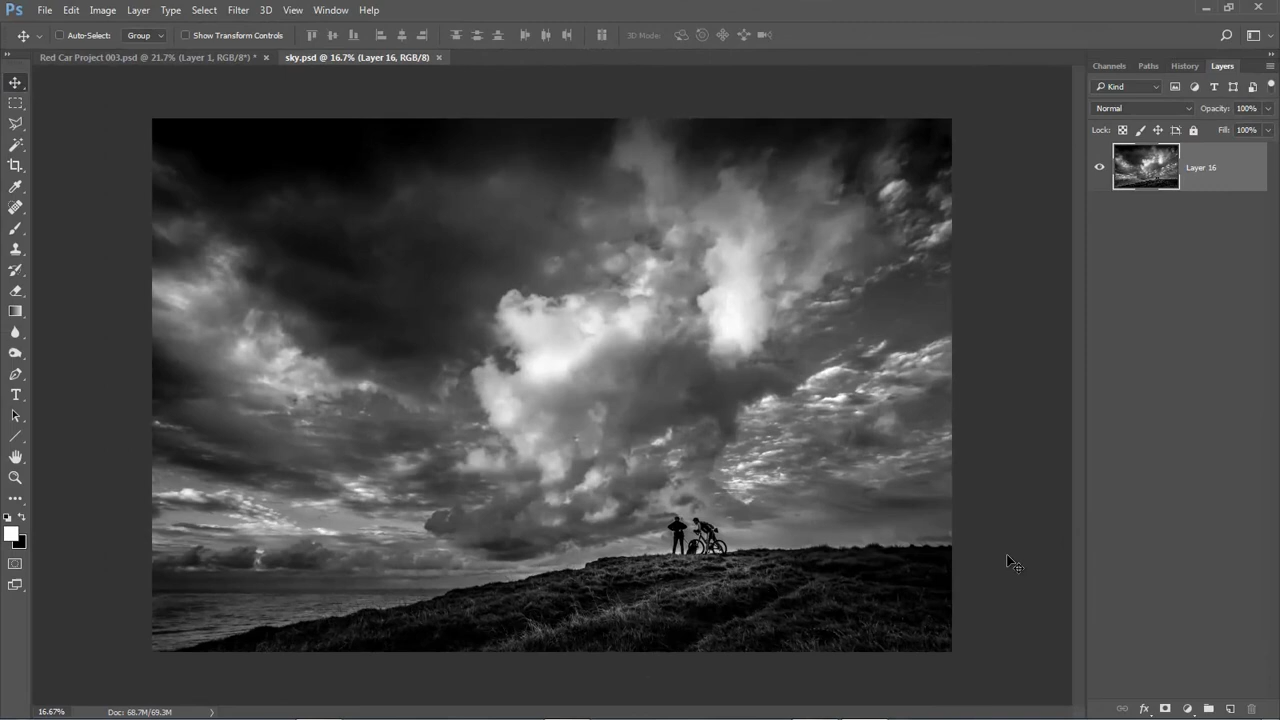 Ps File Edit Image Layer Type Select Filter 3D View Window Help
Auto-Select: Group Show Transform Controls 3D Mode:
Red Car Project 003.psd @ 21.7% (Layer 1, RGB/8*) * × sky.psd @ 16.7% (Layer 16, RGB/8) ×
Channels Paths History Layers
Kind
Normal Opacity: 100%
Lock: Fill: 100%
Layer 16
16.67% Doc: 68.7M/69.3M